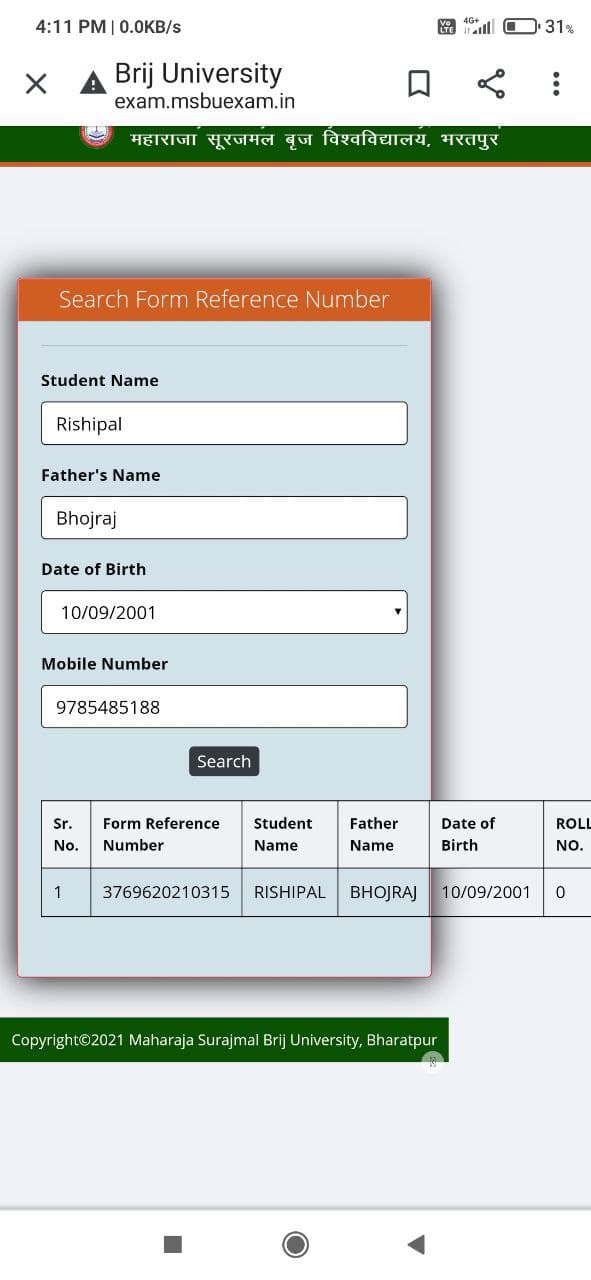 4:11 PM | 0.0KB/s
Vo LTE 4G+ 31%
Brij University
exam.msbuexam.in
महाराजा सूरजमल बृज विश्वविद्यालय, भरतपुर
Search Form Reference Number
Student Name
Rishipal
Father's Name
Bhojraj
Date of Birth
10/09/2001
Mobile Number
9785485188
Search
Sr. No. Form Reference Number Student Name Father Name Date of Birth ROLL NO.
1 3769620210315 RISHIPAL BHOJRAJ 10/09/2001 0
Copyright©2021 Maharaja Surajmal Brij University, Bharatpur